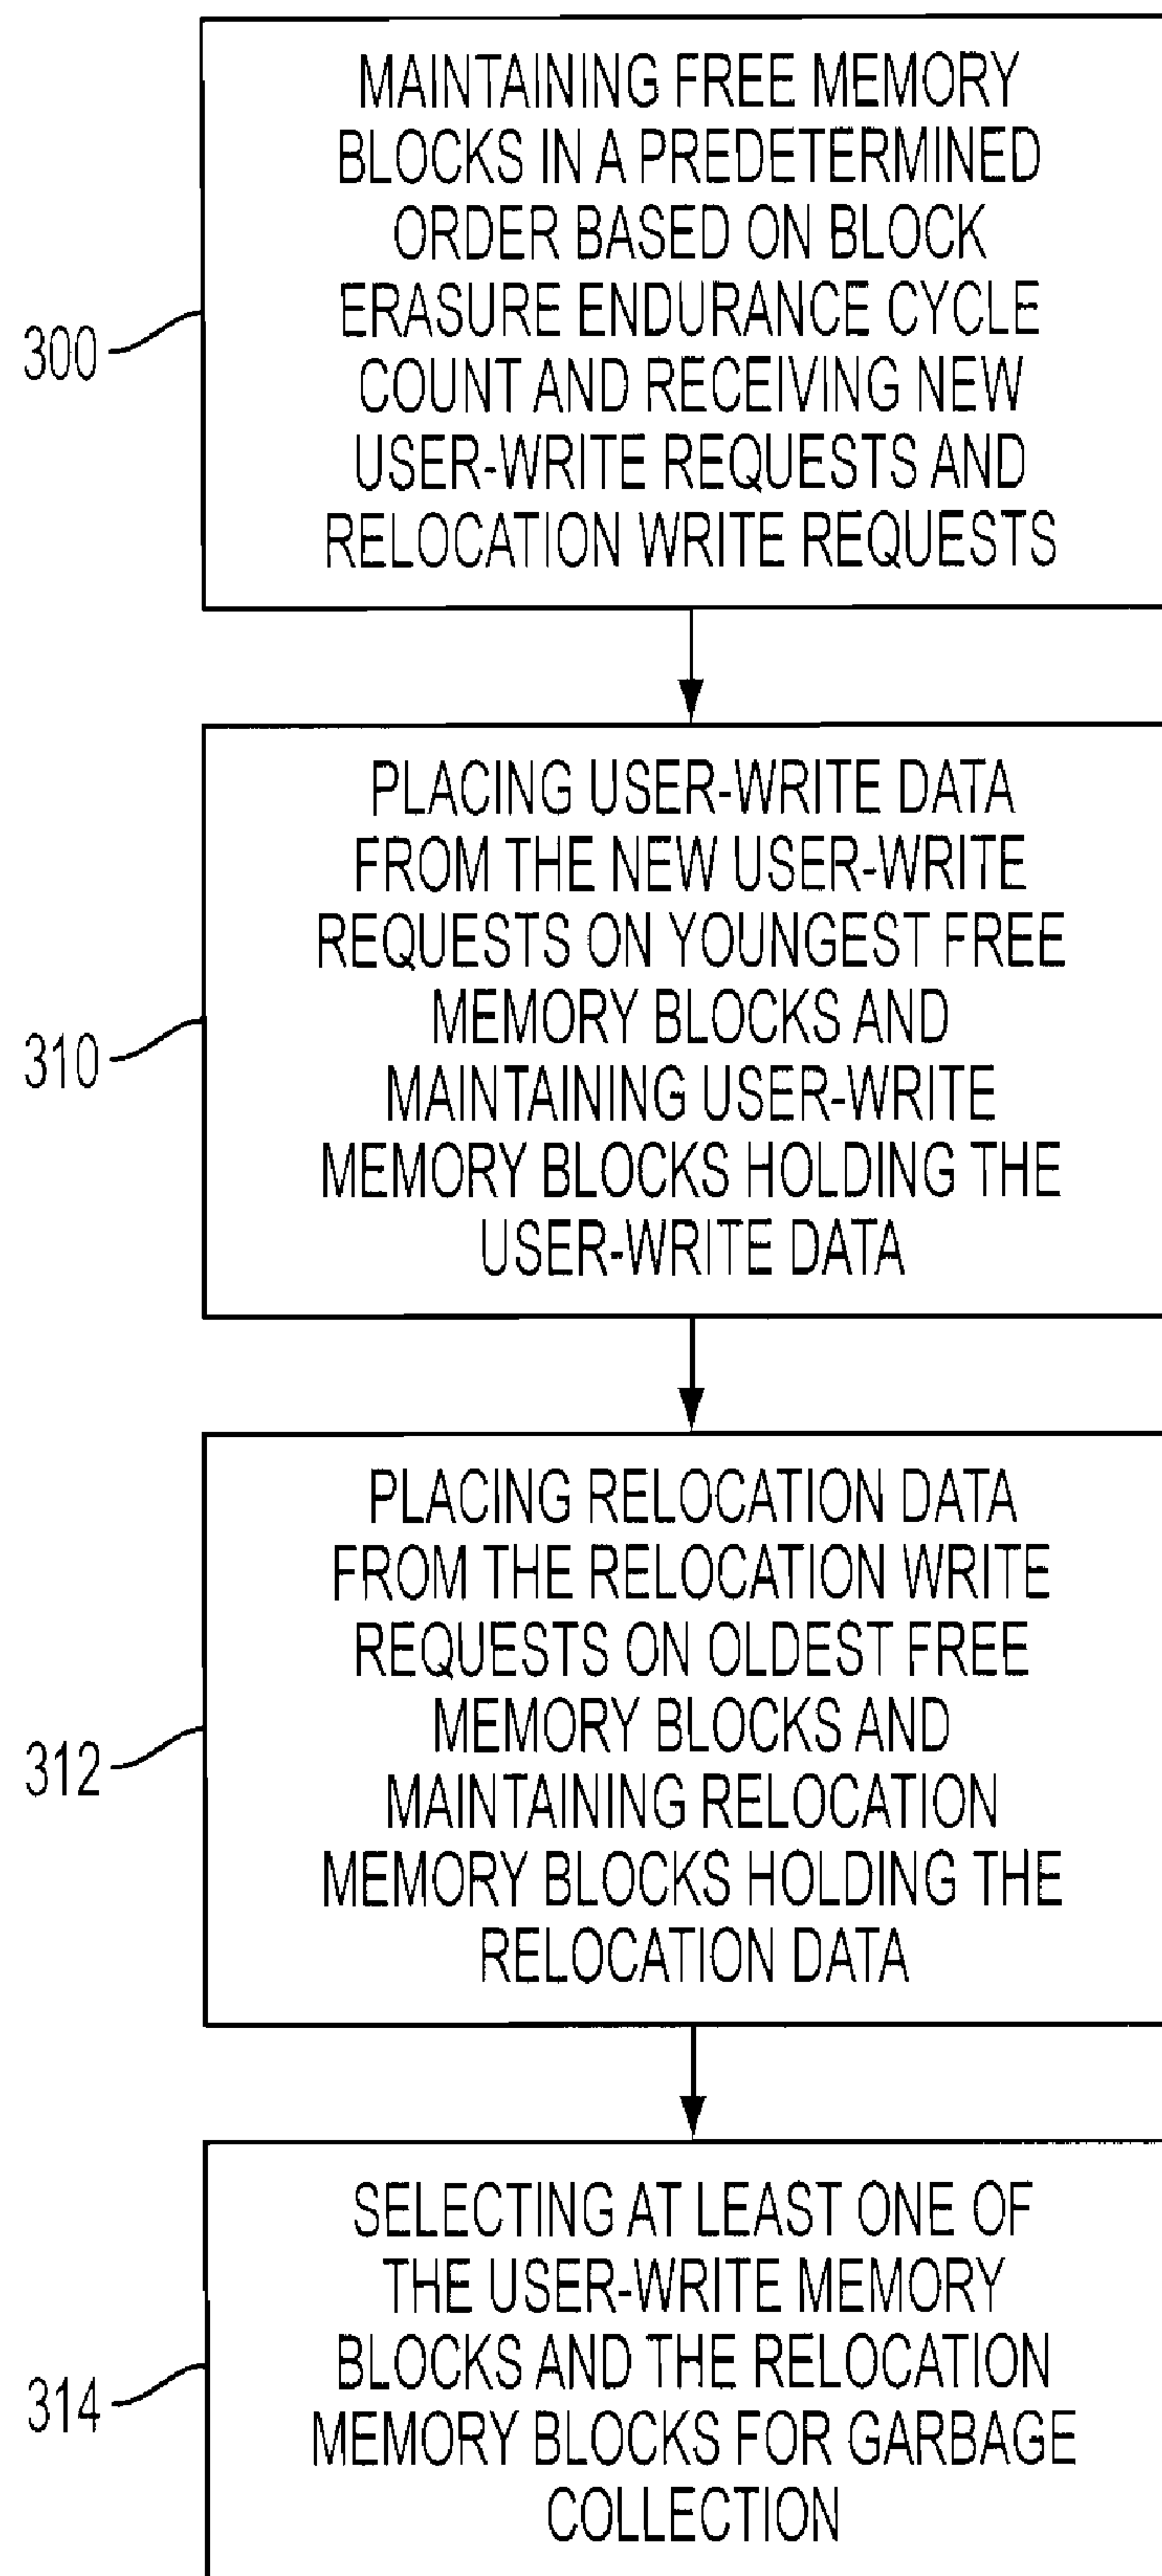 MAINTAINING FREE MEMORY
BLOCKS IN A PREDETERMINED
ORDER BASED ON BLOCK
ERASURE ENDURANCE CYCLE
COUNT AND RECEIVING NEW
USER-WRITE REQUESTS AND
RELOCATION WRITE REQUESTS
300
PLACING USER-WRITE DATA
FROM THE NEW USER-WRITE
REQUESTS ON YOUNGEST FREE
MEMORY BLOCKS AND
MAINTAINING USER-WRITE
MEMORY BLOCKS HOLDING THE
USER-WRITE DATA
310
PLACING RELOCATION DATA
FROM THE RELOCATION WRITE
REQUESTS ON OLDEST FREE
MEMORY BLOCKS AND
MAINTAINING RELOCATION
MEMORY BLOCKS HOLDING THE
RELOCATION DATA
312
SELECTING AT LEAST ONE OF
THE USER-WRITE MEMORY
BLOCKS AND THE RELOCATION
MEMORY BLOCKS FOR GARBAGE
COLLECTION
314